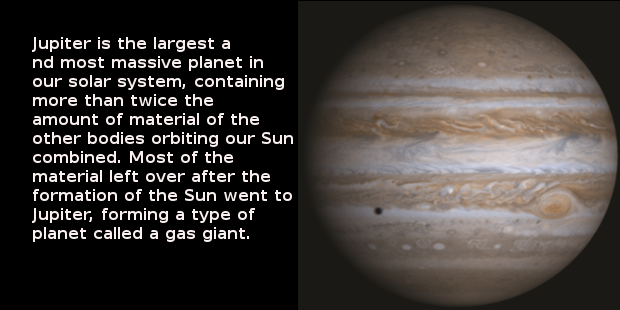 Jupiter is the largest a
nd most massive planet in
our solar system, containing
more than twice the
amount of material of the
other bodies orbiting our Sun
combined. Most of the
material left over after the
formation of the Sun went to
Jupiter, forming a type of
planet called a gas giant.